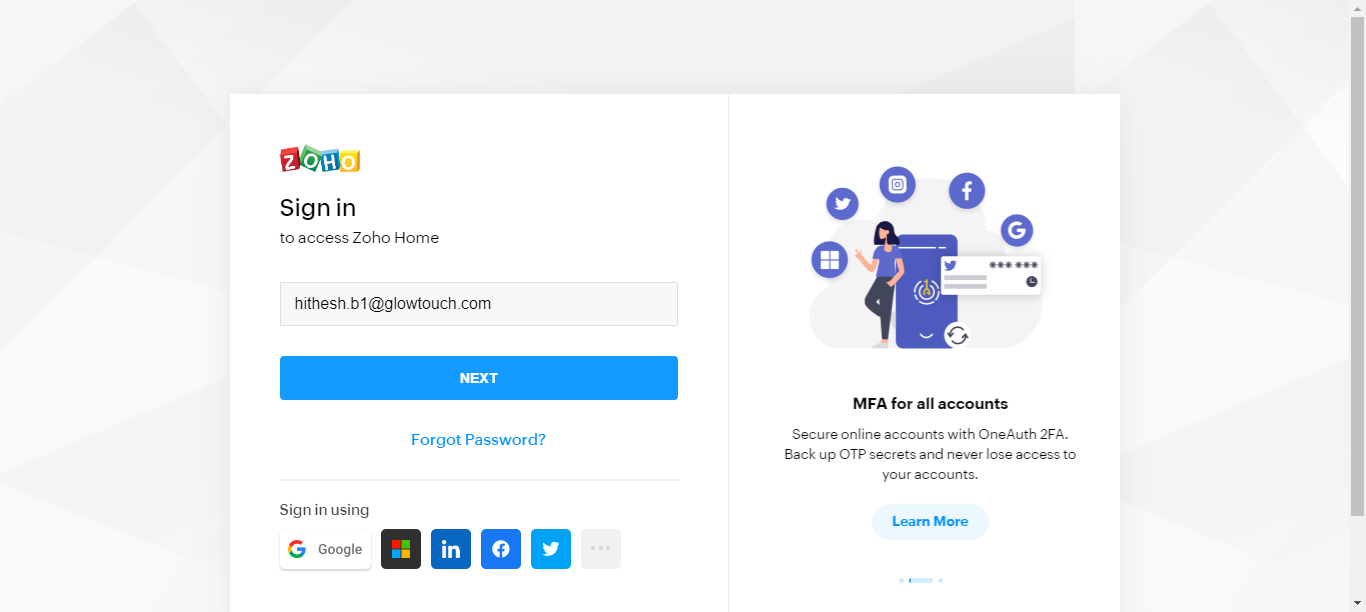 ZOHO
Sign in
to access Zoho Home
hithesh.b1@glowtouch.com
NEXT
Forgot Password?
Sign in using
Google
MFA for all accounts
Secure online accounts with OneAuth 2FA.
Back up OTP secrets and never lose access to
your accounts.
Learn More